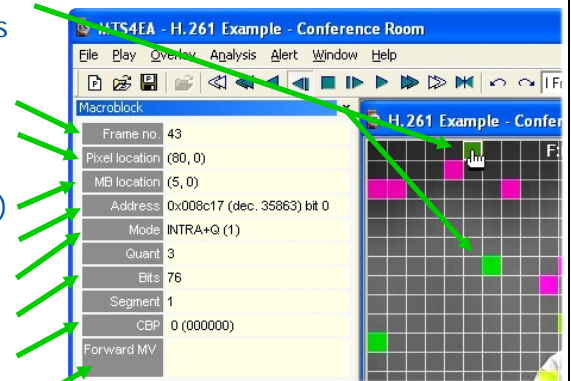 s
MTS4EA - H.261 Example - Conference Room
File Play Overlay Analysis Alert Window Help
Macroblock
H.261 Example - Confer
Frame no. 43
F:
Pixel location (80, 0)
MB location (5, 0)
)
Address 0x008c17 (dec. 35863) bit 0
Mode INTRA+Q (1)
Quant 3
Bits 76
Segment 1
CBP 0 (000000)
Forward MV